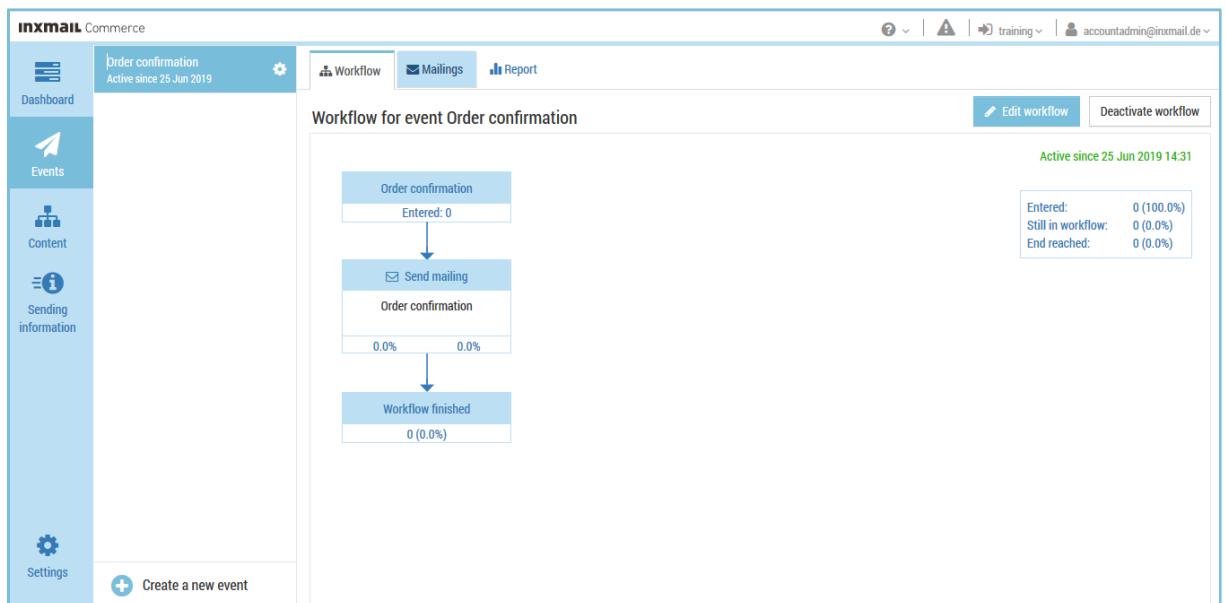 Inxmail Commerce
training
accountadmin@inxmail.de
Dashboard
Events
Content
Sending
information
Settings
Order confirmation
Active since 25 Jun 2019
Create a new event
Workflow
Mailings
Report
Workflow for event Order confirmation
Edit workflow
Deactivate workflow
Active since 25 Jun 2019 14:31
Order confirmation
Entered: 0
Send mailing
Order confirmation
0.0% 0.0%
Workflow finished
0 (0.0%)
Entered: 0 (100.0%)
Still in workflow: 0 (0.0%)
End reached: 0 (0.0%)